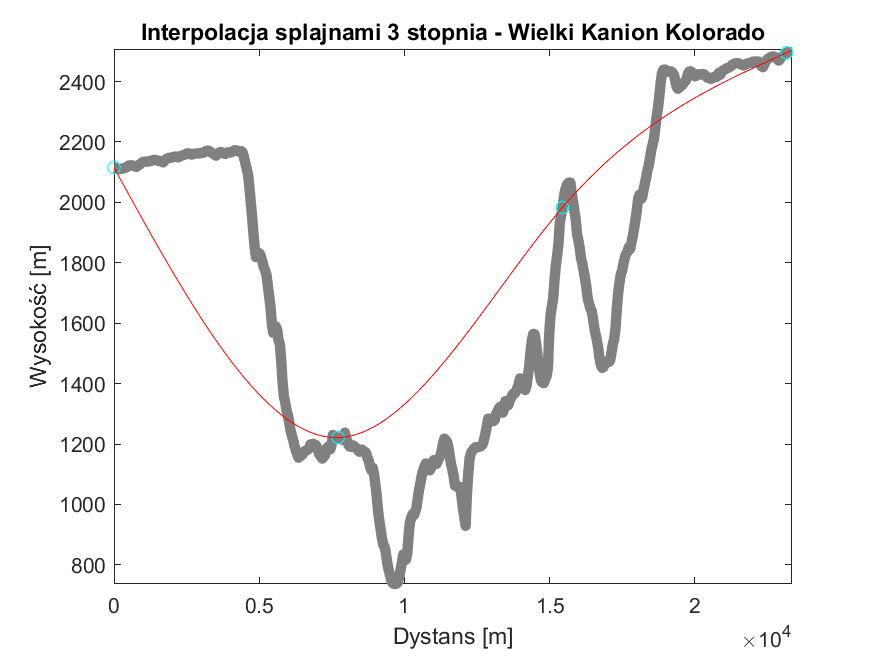 Interpolacja splajnami 3 stopnia - Wielki Kanion Kolorado
2400
2200
2000
1800
1600
1400
1200
1000
800
Wysokość [m]
0 0.5 1 1.5 2
Dystans [m]
×10^4